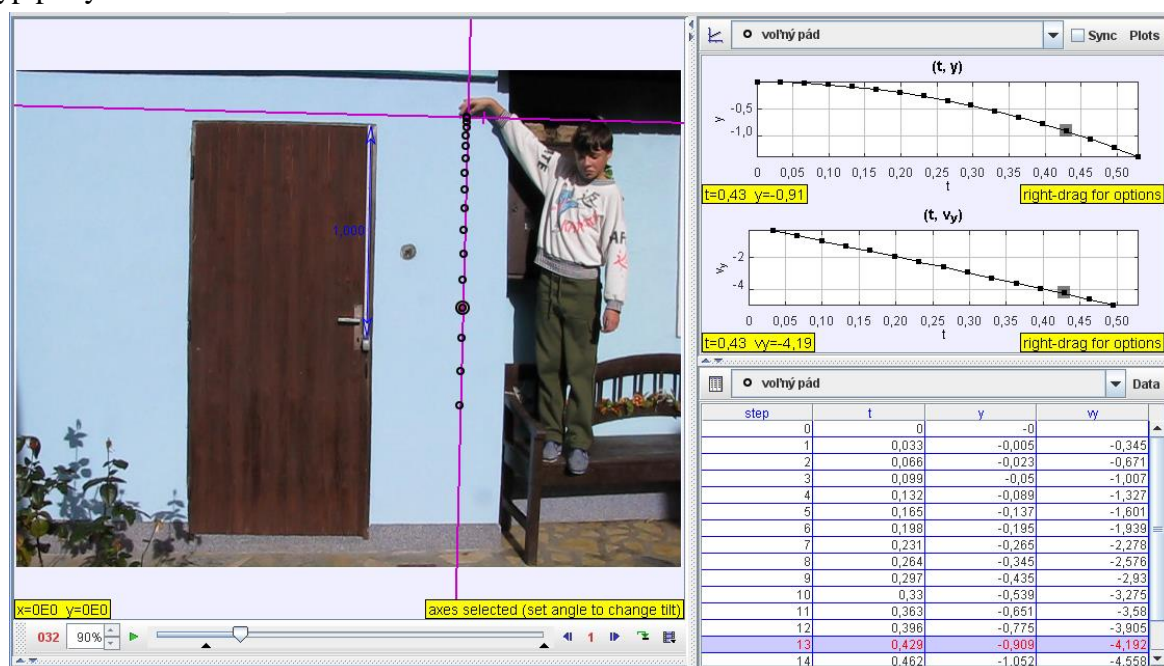 voľný pád
Sync Plots
(t, y)
y
-0,5
-1,0
0 0,05 0,10 0,15 0,20 0,25 0,30 0,35 0,40 0,45 0,50
t
t=0,43 y=-0,91
right-drag for options
(t, vy)
vy
-2
-4
0 0,05 0,10 0,15 0,20 0,25 0,30 0,35 0,40 0,45 0,50
t
t=0,43 vy=-4,19
right-drag for options
voľný pád
Data
step t y vy
0 0 -0
1 0,033 -0,005 -0,345
2 0,066 -0,023 -0,671
3 0,099 -0,05 -1,007
4 0,132 -0,089 -1,327
5 0,165 -0,137 -1,601
6 0,198 -0,195 -1,939
7 0,231 -0,265 -2,278
8 0,264 -0,345 -2,576
9 0,297 -0,435 -2,93
10 0,33 -0,539 -3,275
11 0,363 -0,651 -3,58
12 0,396 -0,775 -3,905
13 0,429 -0,909 -4,192
14 0,462 -1,052 -4,558
1,000
x=0E0 y=0E0
axes selected (set angle to change tilt)
032 90% 1